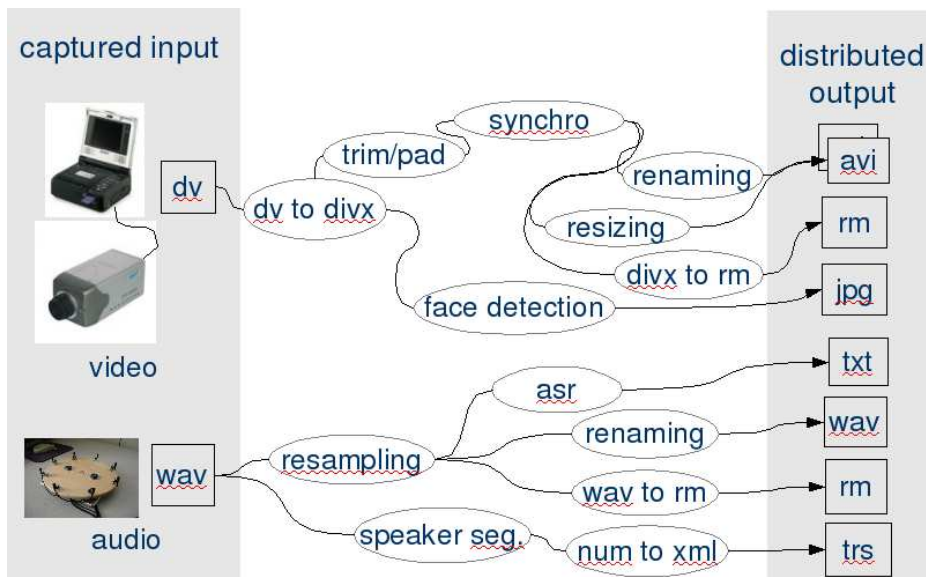 captured input
distributed
output
synchro
trim/pad
avi
dv
renaming
dv to divx
resizing
rm
divx to rm
face detection
jpg
video
txt
asr
wav
renaming
resampling
wav
wav to rm
rm
audio
speaker seg.
num to xml
trs